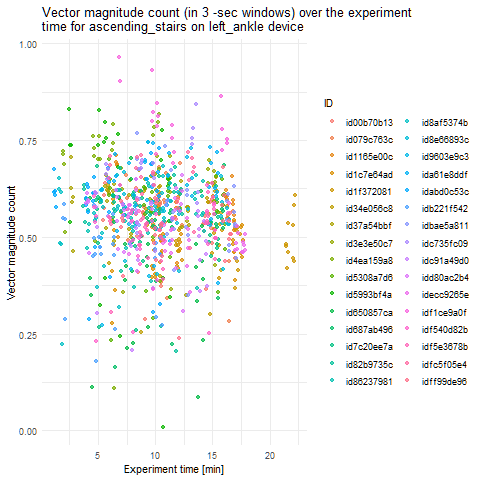 Vector magnitude count (in 3 -sec windows) over the experiment
time for ascending_stairs on left_ankle device
1.00
0.75
0.50
0.25
0.00
Vector magnitude count
5
10
15
20
Experiment time [min]
ID
id00b70b13
id079c763c
id1165e00c
id1c7e64ad
id1f372081
id34e056c8
id37a54bbf
id3e3e50c7
id4ea159a8
id5308a7d6
id5993bf4a
id650857ca
id687ab496
id7c20ee7a
id82b9735c
id86237981
id8af5374b
id8e66893c
id9603e9c3
ida61e8ddf
idabd0c53c
idb221f542
idbae5a811
idc735fc09
idc91a49d0
idd80ac2b4
idecc9265e
idf1ce9a0f
idf540d82b
idf5e3678b
idfc5f05e4
idff99de96